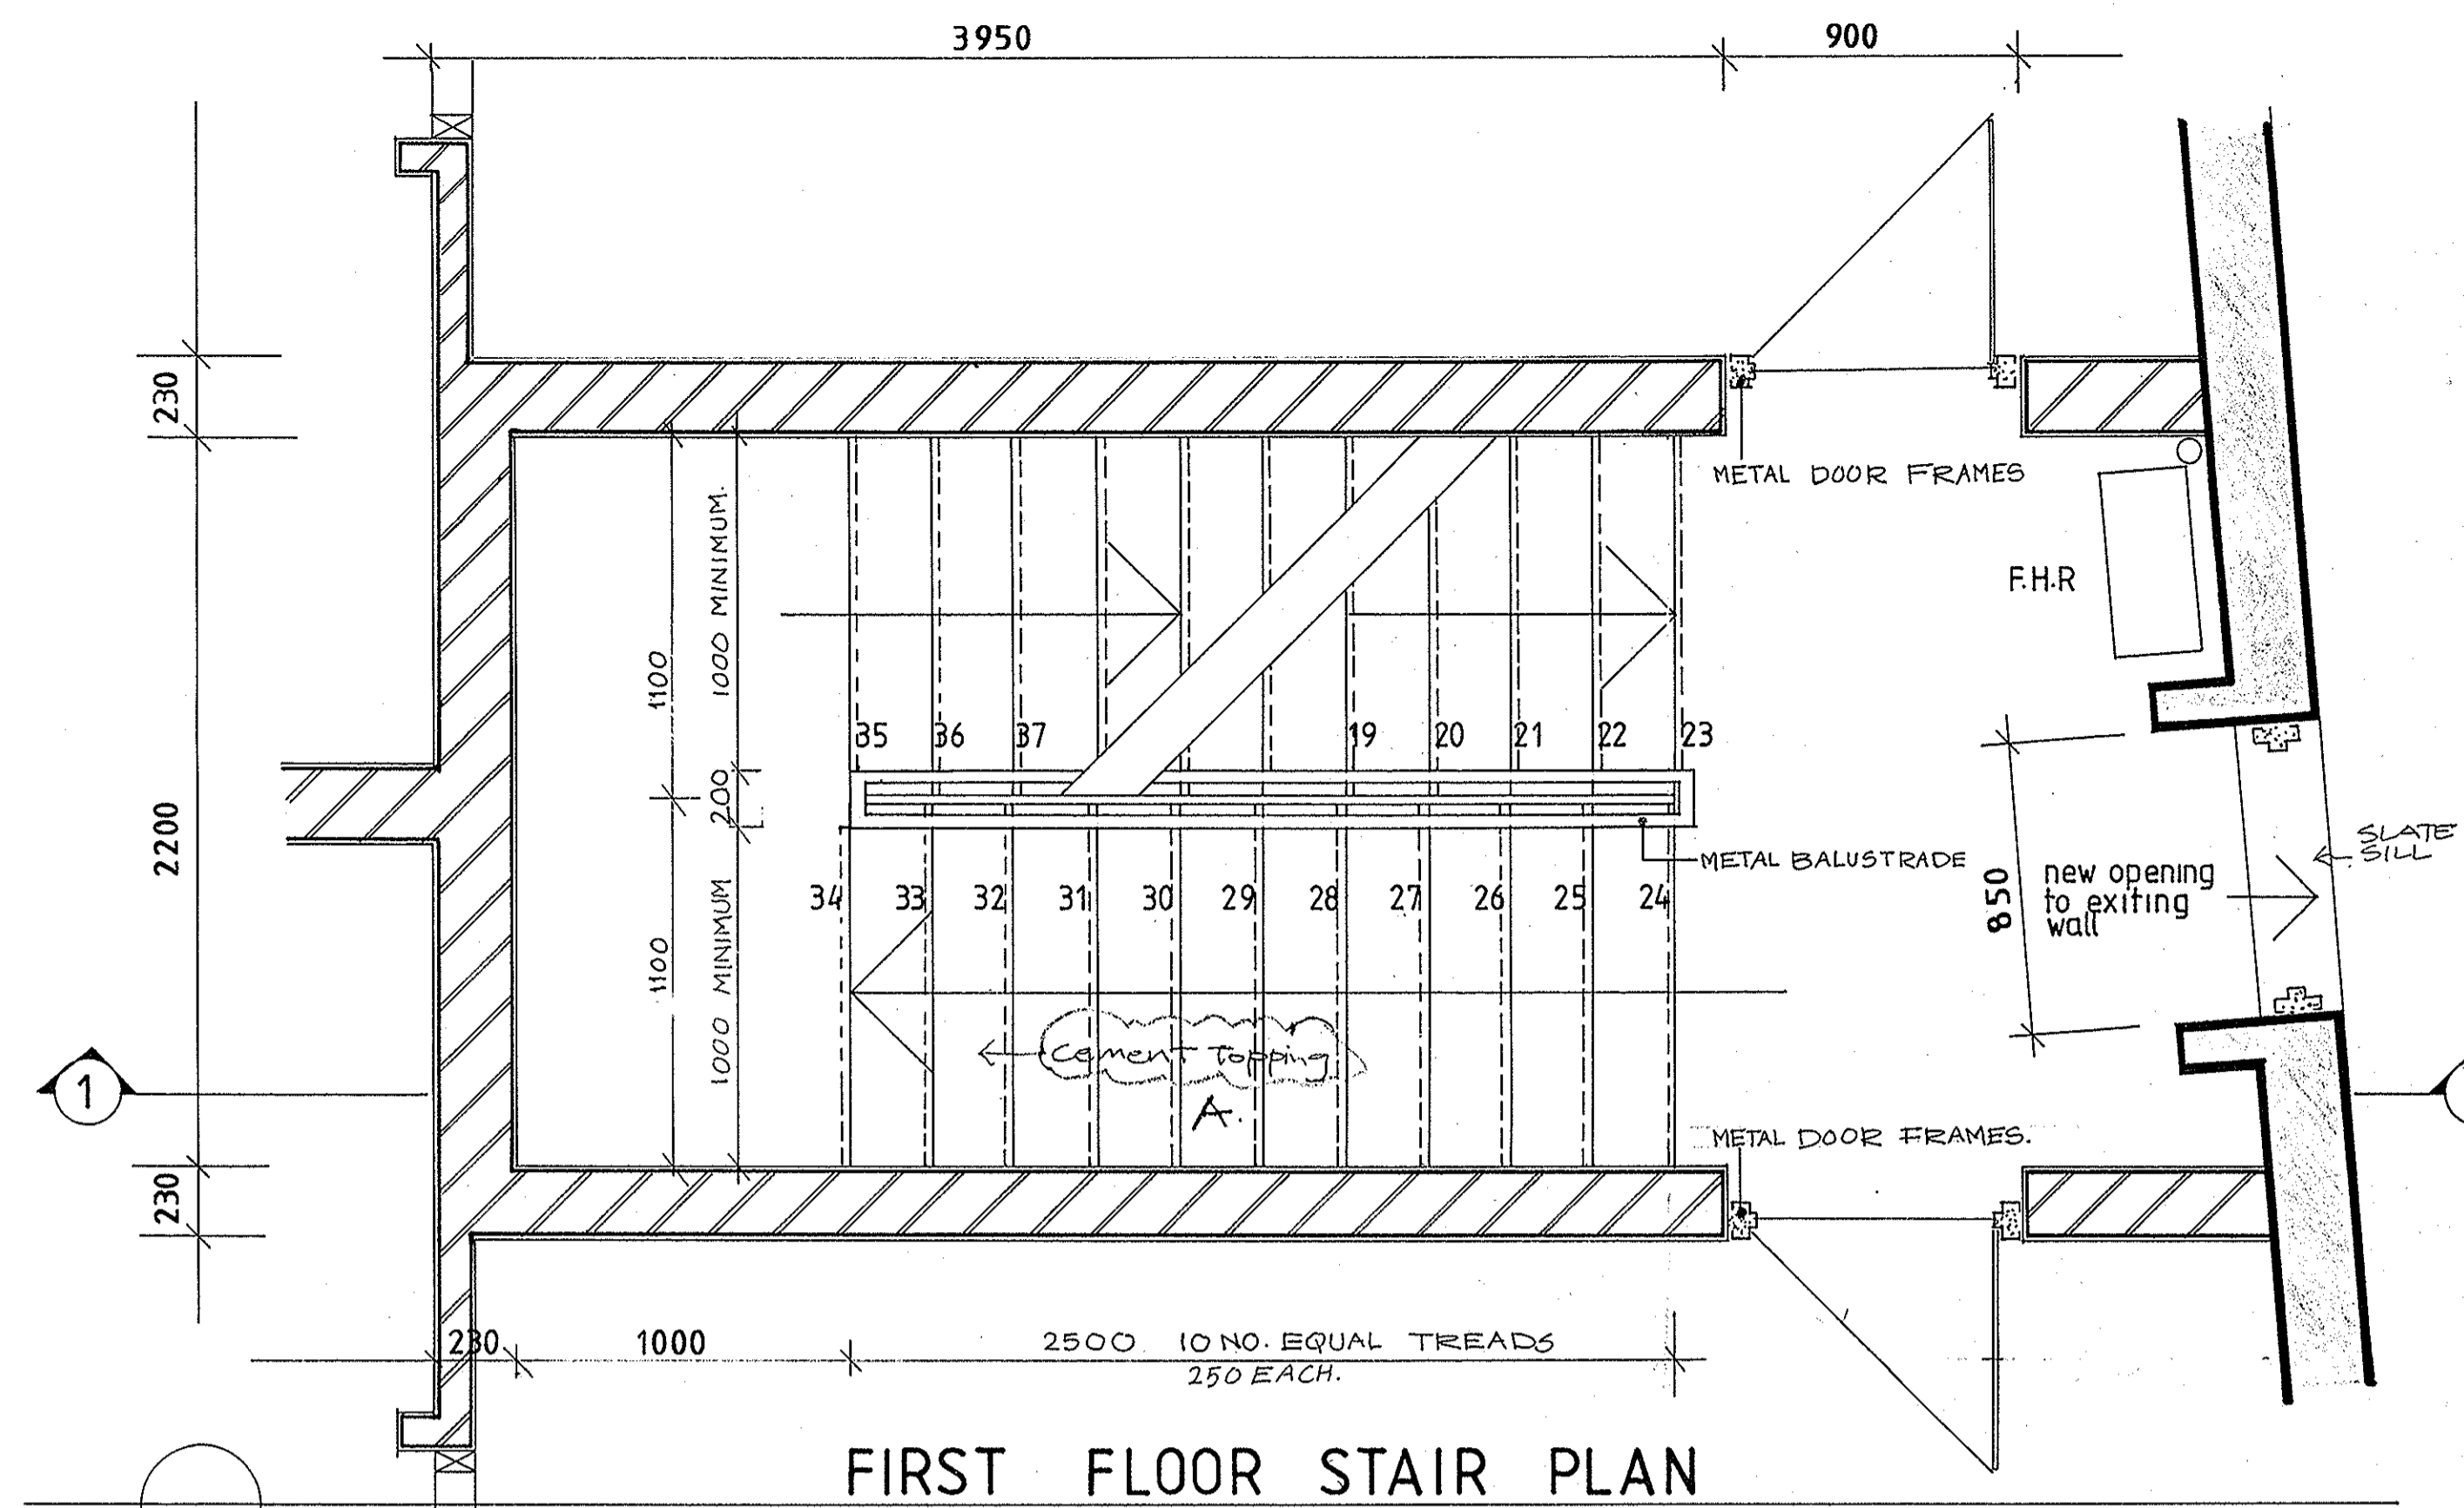 3950
900
230
METAL DOOR FRAMES
F.H.R
1000 MINIMUM.
1100
35 36 37 19 20 21 22 23
200
2200
METAL BALUSTRADE
SLATE
SILL
34 33 32 31 30 29 28 27 26 25 24
850
new opening
to exiting
wall
1100
1000 MINIMUM
cement topping
A.
1
METAL DOOR FRAMES.
230
230
1000
2500 10 NO. EQUAL TREADS
250 EACH.
FIRST FLOOR STAIR PLAN